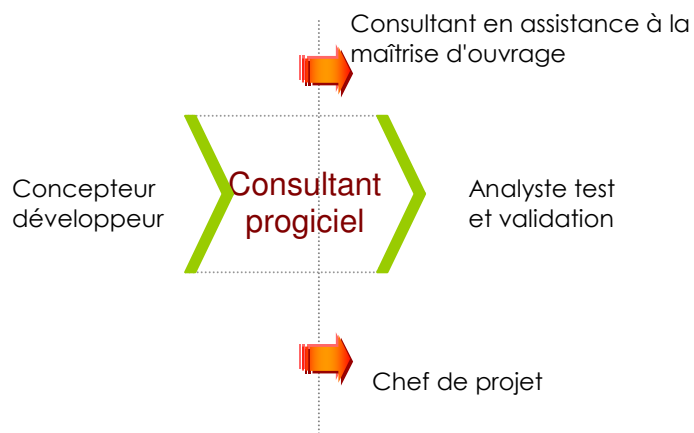 Consultant en assistance à la
maîtrise d'ouvrage
Concepteur
développeur
Consultant
progiciel
Analyste test
et validation
Chef de projet